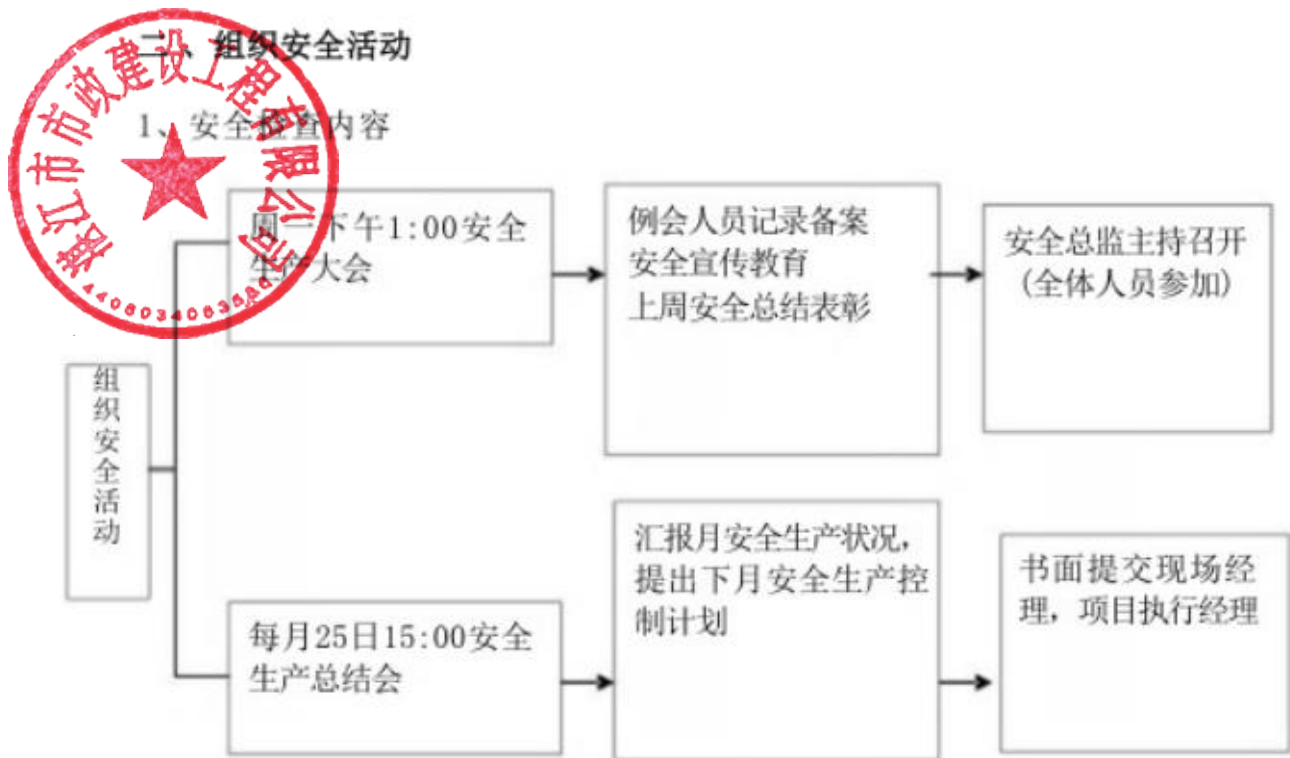 二、组织安全活动
1、安全检查内容
湛江市市政建设工程有限公司
周一下午1:00安全
生产大会
例会人员记录备案
安全宣传教育
上周安全总结表彰
安全总监主持召开
(全体人员参加)
组
织
安
全
活
动
每月25日15:00安全
生产总结会
汇报月安全生产状况,
提出下月安全生产控
制计划
书面提交现场经
理，项目执行经理